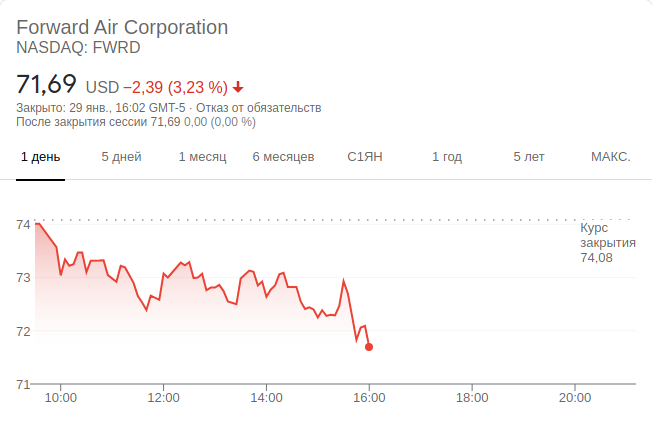 Forward Air Corporation
NASDAQ: FWRD
71,69 USD −2,39 (3,23 %)
Закрыто: 29 янв., 16:02 GMT-5 · Отказ от обязательств
После закрытия сессии 71,69 0,00 (0,00 %)
1 день 5 дней 1 месяц 6 месяцев С1ЯН 1 год 5 лет МАКС.
74
Курс
закрытия
74,08
73
72
71
10:00 12:00 14:00 16:00 18:00 20:00